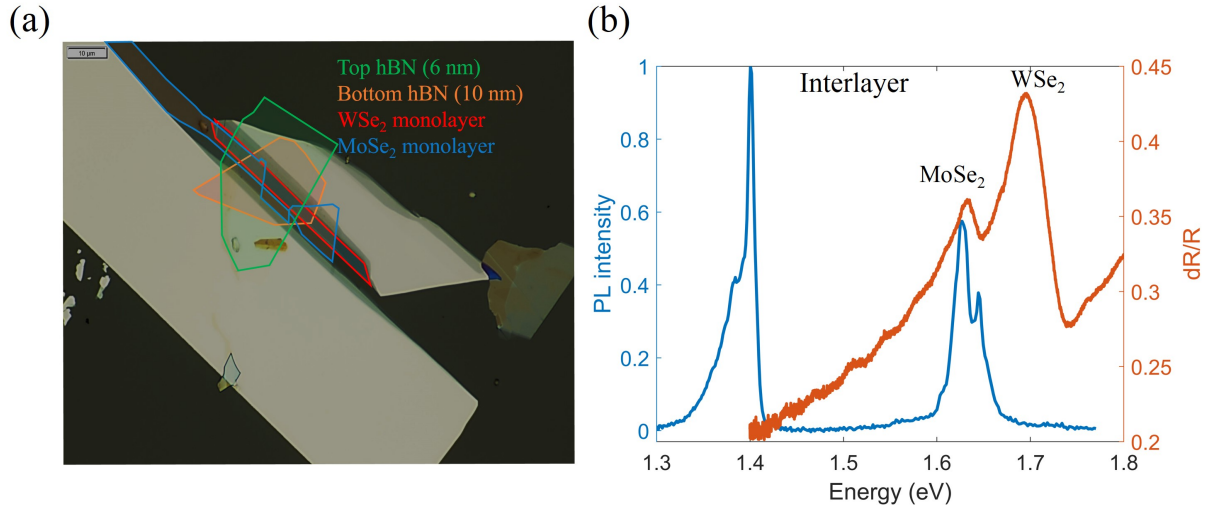 (a)
10 µm
Top hBN (6 nm)
Bottom hBN (10 nm)
WSe₂ monolayer
MoSe₂ monolayer
(b)
Interlayer
WSe₂
MoSe₂
PL intensity
1
0.8
0.6
0.4
0.2
0
1.3
1.4
1.5
1.6
1.7
1.8
Energy (eV)
0.45
0.4
0.35
0.3
0.25
0.2
dR/R